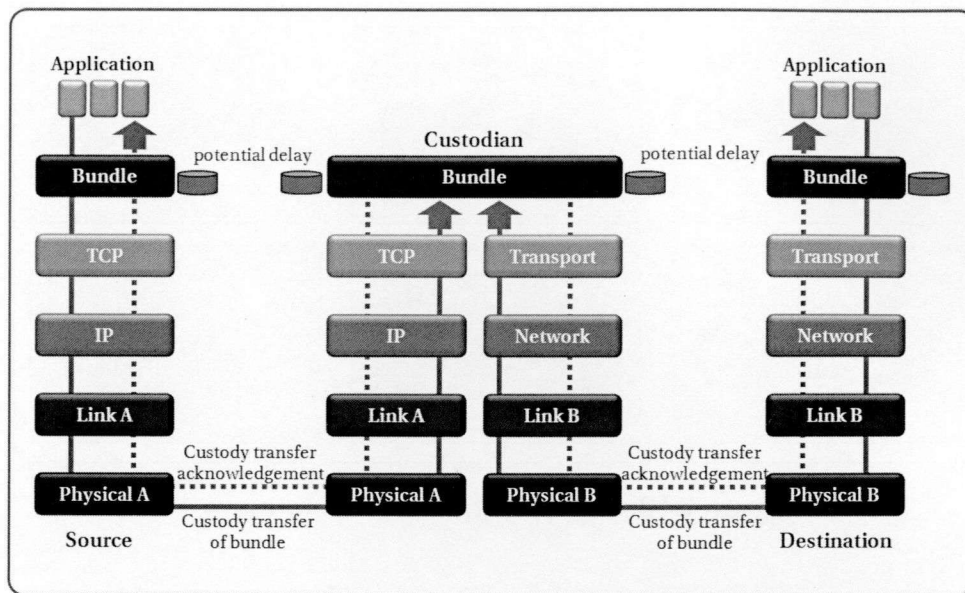 Application
Application
Custodian
potential delay
potential delay
Bundle
Bundle
Bundle
TCP
TCP
Transport
Transport
IP
IP
Network
Network
Link A
Link A
Link B
Link B
Custody transfer
acknowledgement
Custody transfer
acknowledgement
Physical A
Physical A
Physical B
Physical B
Custody transfer
of bundle
Custody transfer
of bundle
Source
Destination